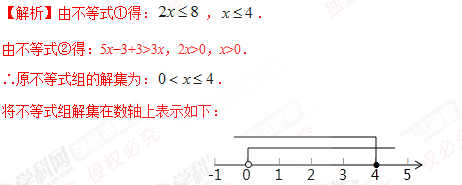 【解析】由不等式①得：2x≤8，x≤4．
由不等式②得：5x−3+3>3x，2x>0，x>0．
∴原不等式组的解集为：0<x≤4．
将不等式组解集在数轴上表示如下：
-1 0 1 2 3 4 5